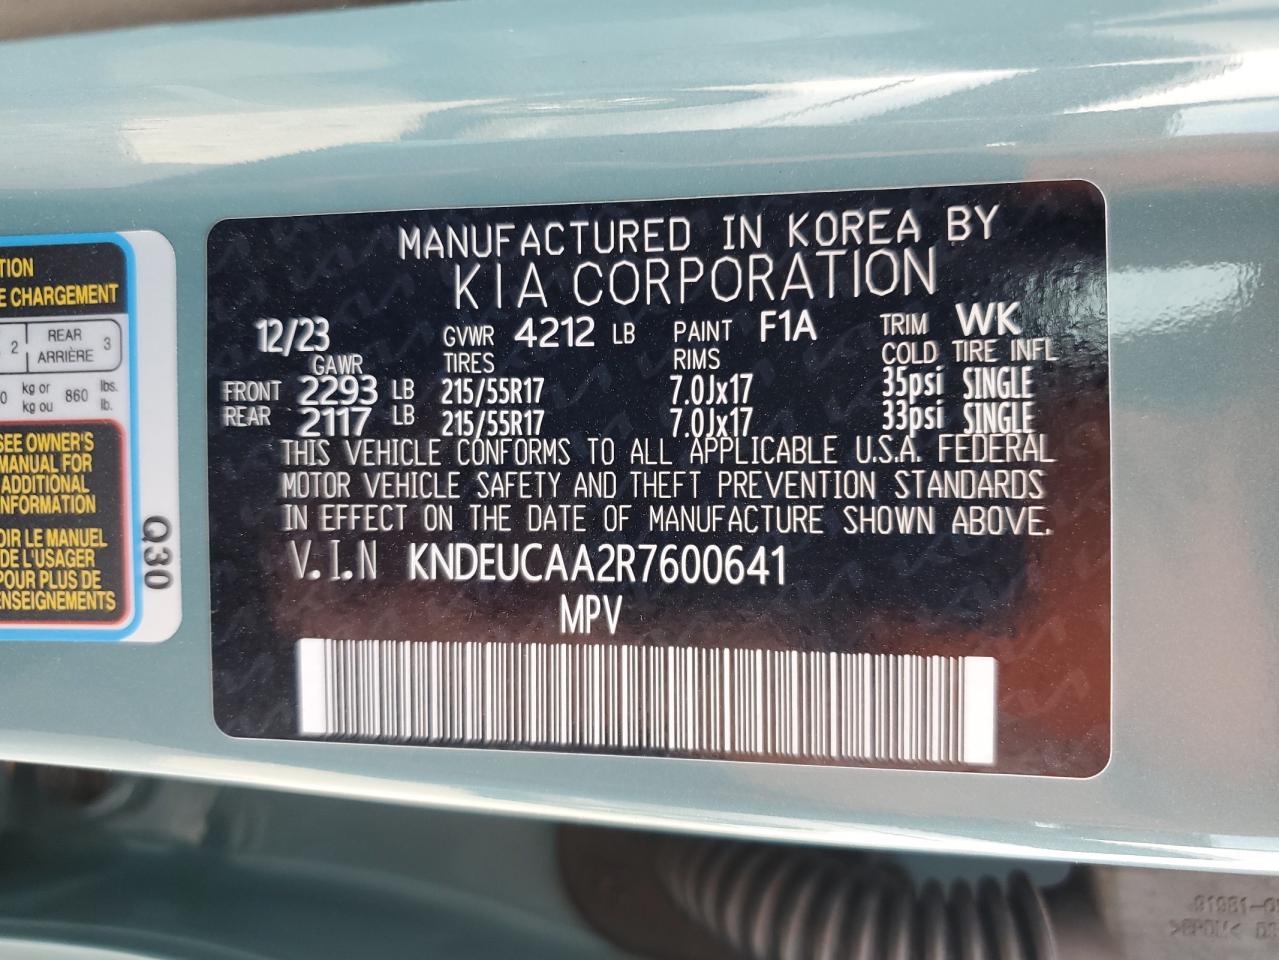 TION
E CHARGEMENT
2 REAR 3
ARRIÈRE
0 kg or 860 lbs.
kg ou lb.
SEE OWNER'S
MANUAL FOR
ADDITIONAL
INFORMATION
OIR LE MANUEL
DE L'USAGER
POUR PLUS DE
ENSEIGNEMENTS
Q30
MANUFACTURED IN KOREA BY
KIA CORPORATION
12/23 GVWR 4212 LB PAINT F1A TRIM WK
GAWR TIRES RIMS COLD TIRE INFL
FRONT 2293 LB 215/55R17 7.0Jx17 35psi SINGLE
REAR 2117 LB 215/55R17 7.0Jx17 33psi SINGLE
THIS VEHICLE CONFORMS TO ALL APPLICABLE U.S.A. FEDERAL
MOTOR VEHICLE SAFETY AND THEFT PREVENTION STANDARDS
IN EFFECT ON THE DATE OF MANUFACTURE SHOWN ABOVE.
V.I.N KNDEUCAA2R7600641
MPV